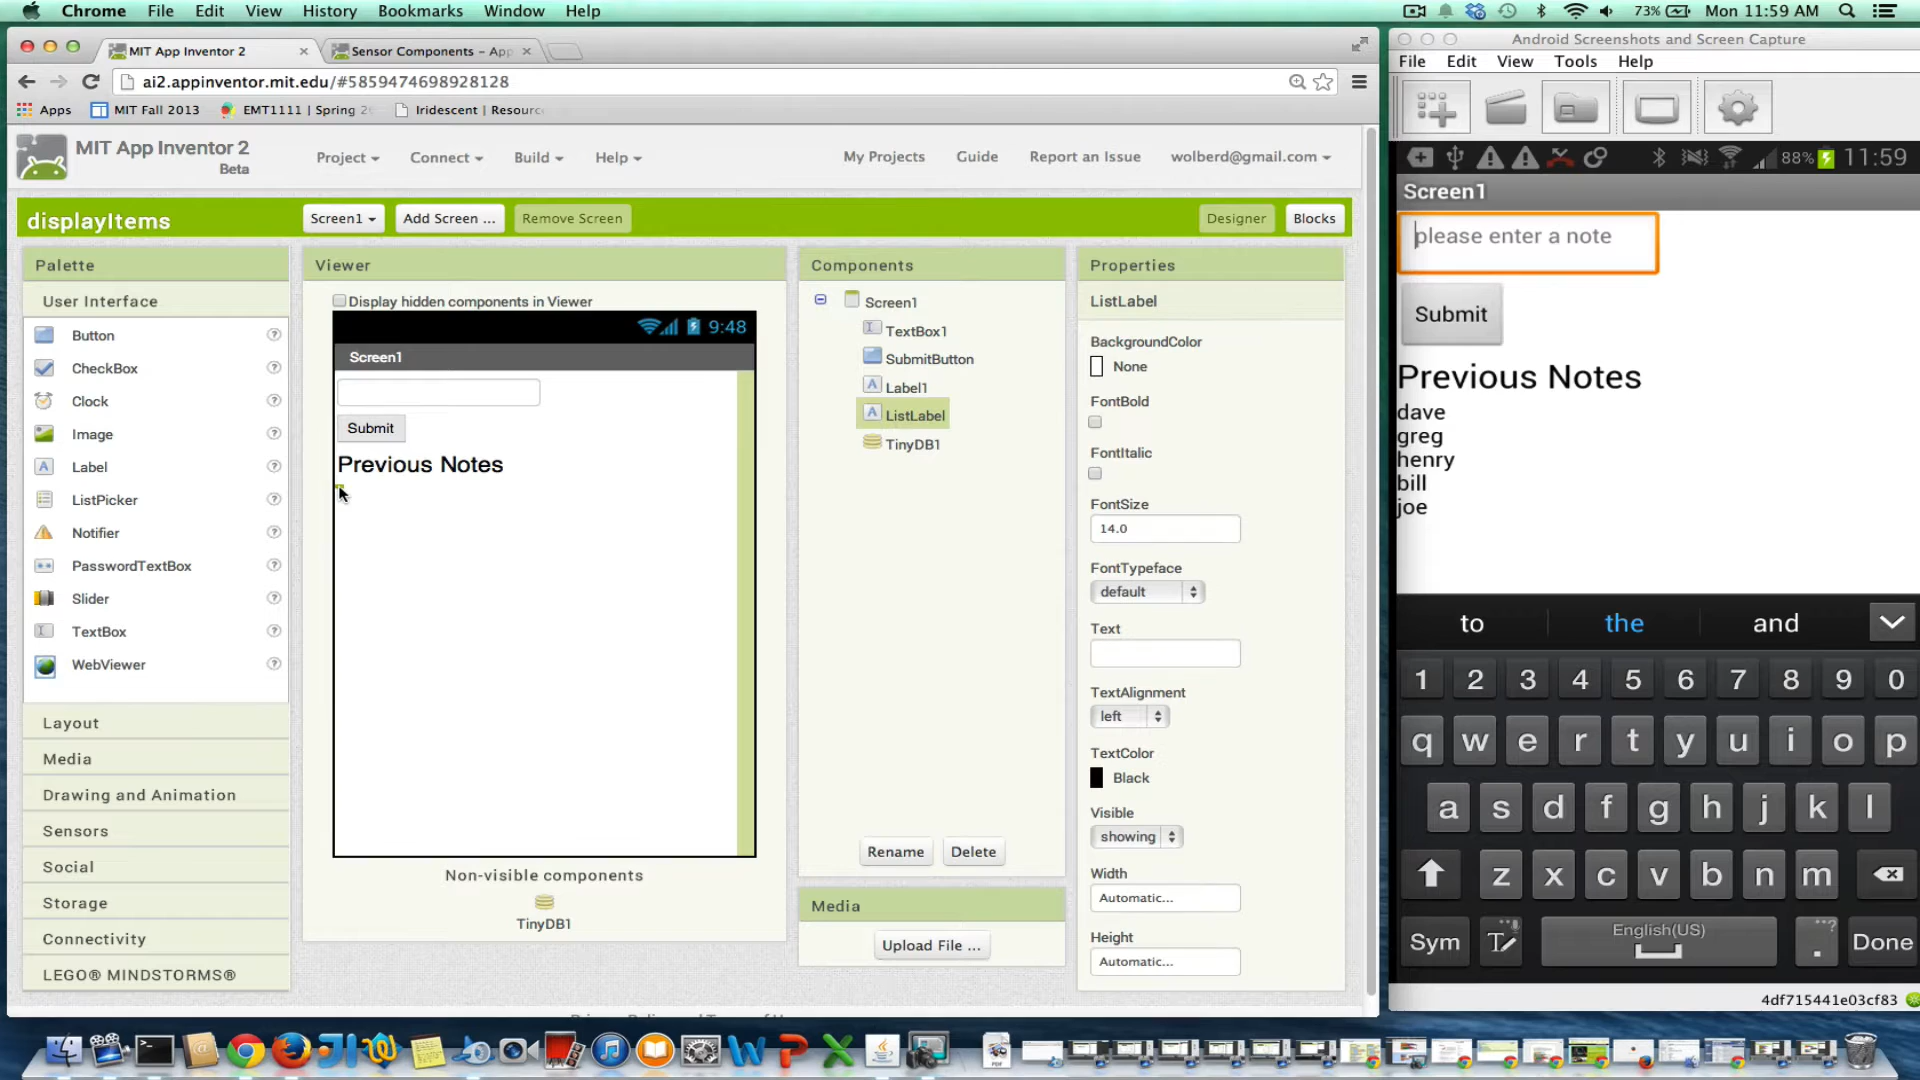 Chrome File Edit View History Bookmarks Window Help
73% Mon 11:59 AM
MIT App Inventor 2
Sensor Components – App
Android Screenshots and Screen Capture
ai2.appinventor.mit.edu/#5859474698928128
File Edit View Tools Help
Apps MIT Fall 2013 EMT1111 | Spring 2 Iridescent | Resourc
MIT App Inventor 2
Beta
Project Connect Build Help
My Projects Guide Report an Issue wolberd@gmail.com
88% 11:59
Screen1
displayItems
Screen1 Add Screen ... Remove Screen
Designer Blocks
please enter a note
Submit
Previous Notes
dave
greg
henry
bill
joe
Palette
User Interface
Button ?
CheckBox ?
Clock ?
Image ?
Label ?
ListPicker ?
Notifier ?
PasswordTextBox ?
Slider ?
TextBox ?
WebViewer ?
Layout
Media
Drawing and Animation
Sensors
Social
Storage
Connectivity
LEGO® MINDSTORMS®
Viewer
Display hidden components in Viewer
9:48
Screen1
Submit
Previous Notes
Non-visible components
TinyDB1
Components
Screen1
TextBox1
SubmitButton
Label1
ListLabel
TinyDB1
Rename Delete
Media
Upload File ...
Properties
ListLabel
BackgroundColor
None
FontBold
FontItalic
FontSize
14.0
FontTypeface
default
Text
TextAlignment
left
TextColor
Black
Visible
showing
Width
Automatic...
Height
Automatic...
to the and
1 2 3 4 5 6 7 8 9 0
q w e r t y u i o p
a s d f g h j k l
z x c v b n m
Sym English(US) . Done
4df715441e03cf83